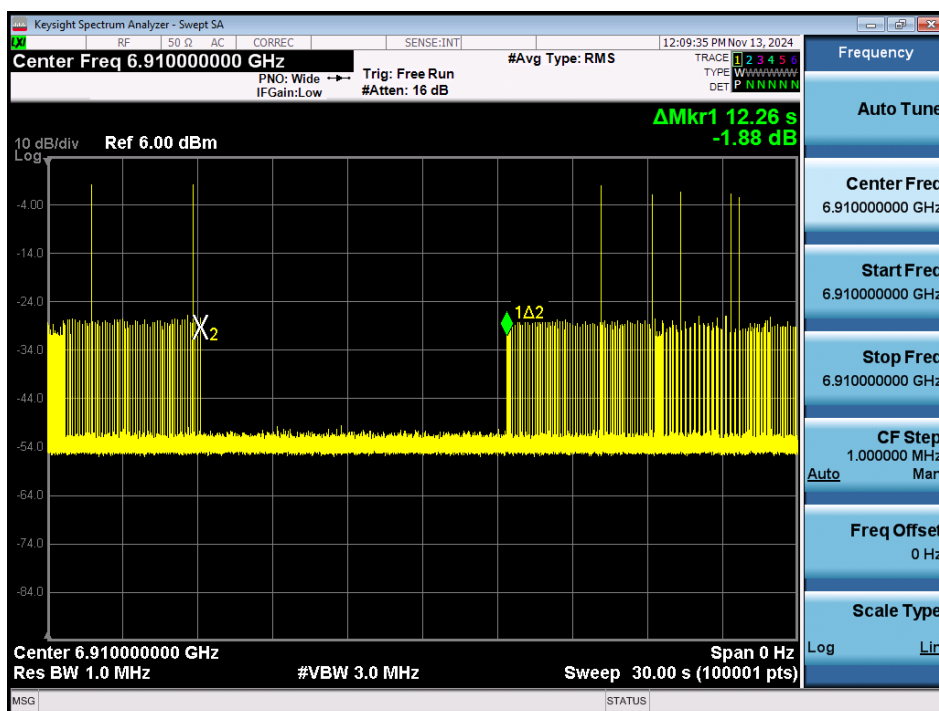 Keysight Spectrum Analyzer - Swept SA
LXI RF 50 Ω AC CORREC SENSE:INT 12:09:35 PM Nov 13, 2024
Center Freq 6.910000000 GHz
PNO: Wide
IFGain:Low
Trig: Free Run
#Atten: 16 dB
#Avg Type: RMS
TRACE 1 2 3 4 5 6
TYPE WWWWWW
DET P N N N N N
ΔMkr1 12.26 s
-1.88 dB
10 dB/div
Log
Ref 6.00 dBm
-4.00
-14.0
-24.0
-34.0
-44.0
-54.0
-64.0
-74.0
-84.0
X2
1Δ2
Center 6.910000000 GHz
Span 0 Hz
Res BW 1.0 MHz
#VBW 3.0 MHz
Sweep 30.00 s (100001 pts)
MSG
STATUS
Frequency
Auto Tune
Center Freq
6.910000000 GHz
Start Freq
6.910000000 GHz
Stop Freq
6.910000000 GHz
CF Step
1.000000 MHz
Auto Man
Freq Offset
0 Hz
Scale Type
Log Lin